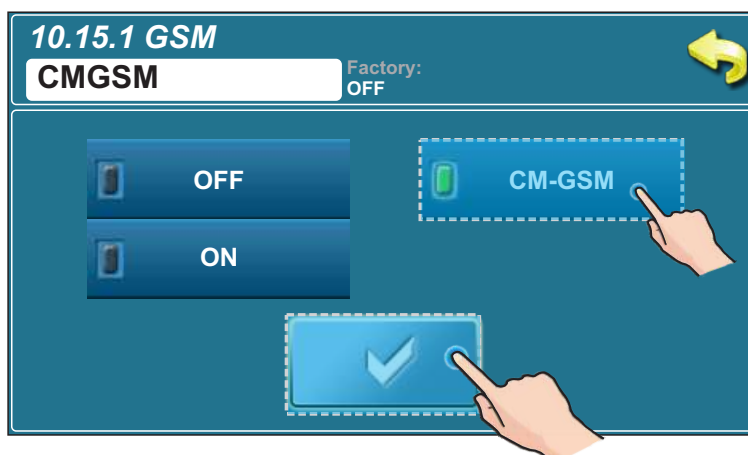 10.15.1 GSM
CMGSM
Factory:
OFF
OFF
CM-GSM
ON